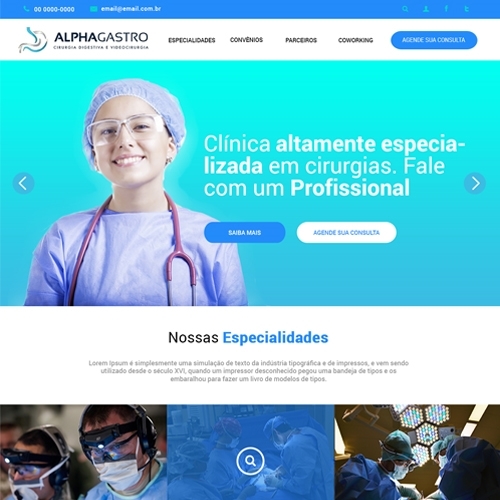 00 0000-0000 email@email.com.br
ALPHAGASTRO
CIRURGIA DIGESTIVA E VIDEOCIRURGIA
ESPECIALIDADES CONVÊNIOS PARCEIROS COWORKING AGENDE SUA CONSULTA
Clínica altamente especia-
lizada em cirurgias. Fale
com um Profissional
SAIBA MAIS AGENDE SUA CONSULTA
Nossas Especialidades
Lorem Ipsum é simplesmente uma simulação de texto da indústria tipográfica e de impressos, e vem sendo
utilizado desde o século XVI, quando um impressor desconhecido pegou uma bandeja de tipos e os
embaralhou para fazer um livro de modelos de tipos.